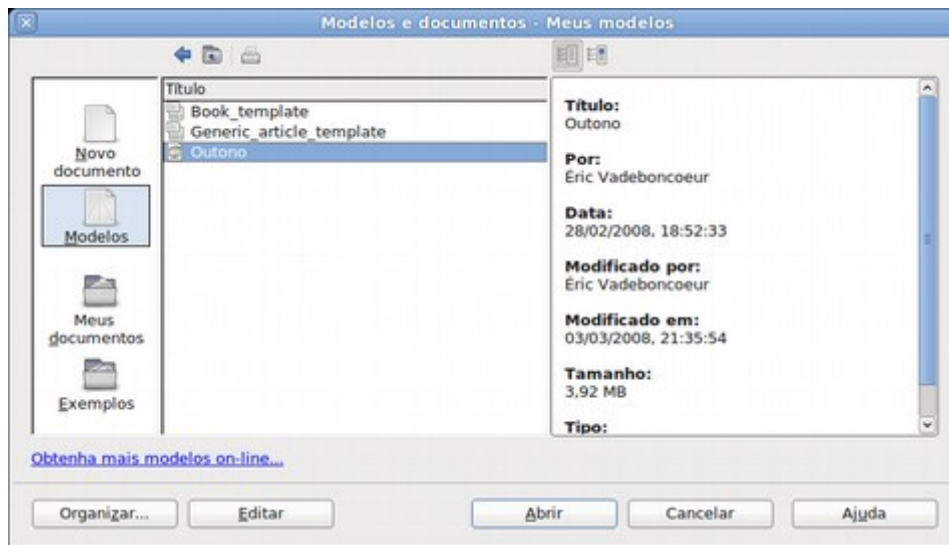 Modelos e documentos - Meus modelos
Novo
documento
Modelos
Meus
documentos
Exemplos
Título
Book_template
Generic_article_template
Outono
Título:
Outono
Por:
Éric Vadeboncoeur
Data:
28/02/2008, 18:52:33
Modificado por:
Éric Vadeboncoeur
Modificado em:
03/03/2008, 21:35:54
Tamanho:
3,92 MB
Tipo:
Obtenha mais modelos on-line...
Organizar...
Editar
Abrir
Cancelar
Ajuda